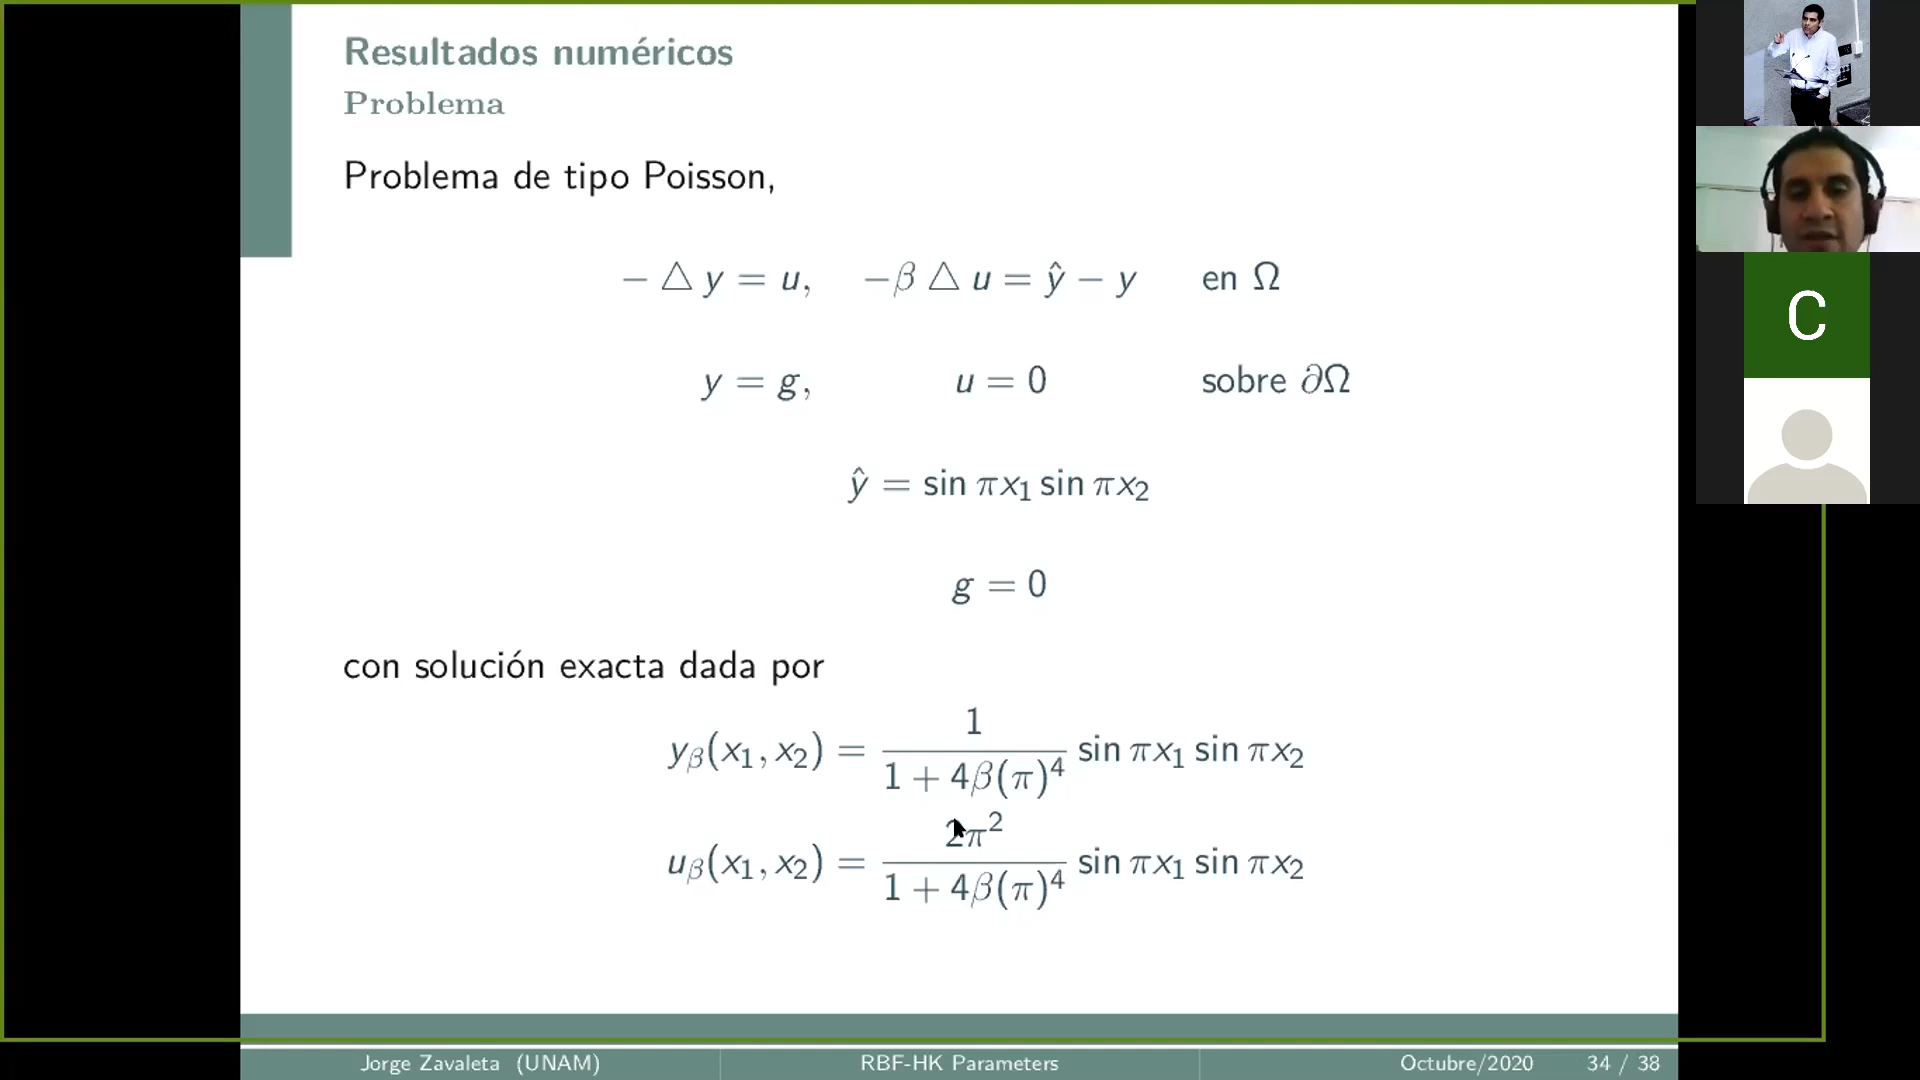 Resultados numéricos
Problema
Problema de tipo Poisson,
− △ y = u, −β △ u = ŷ − y en Ω
y = g, u = 0 sobre ∂Ω
ŷ = sin πx₁ sin πx₂
g = 0
con solución exacta dada por
y_β(x₁, x₂) = 1 / (1 + 4β(π)⁴) sin πx₁ sin πx₂
u_β(x₁, x₂) = 2π² / (1 + 4β(π)⁴) sin πx₁ sin πx₂
Jorge Zavaleta (UNAM) RBF-HK Parameters Octubre/2020 34 / 38
C